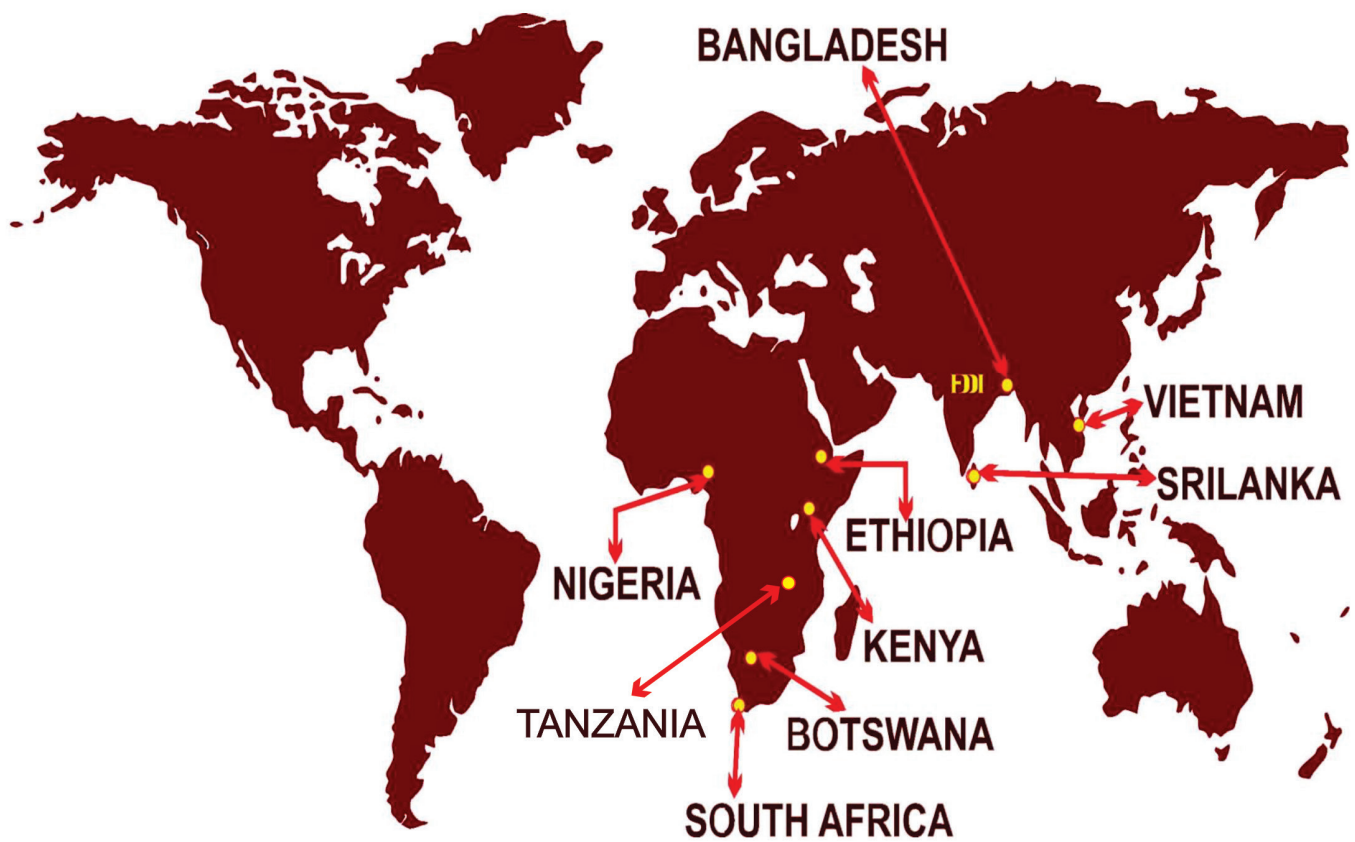 BANGLADESH
FDDI
VIETNAM
SRILANKA
ETHIOPIA
NIGERIA
KENYA
TANZANIA
BOTSWANA
SOUTH AFRICA